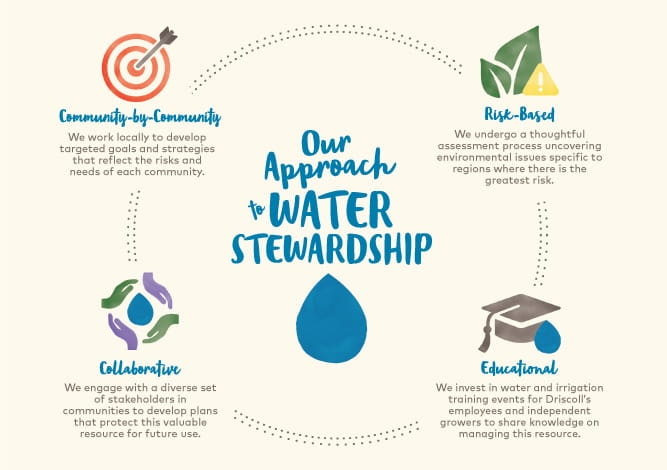 Our
Approach
to WATER
STEWARDSHIP
Community-by-Community
We work locally to develop
targeted goals and strategies
that reflect the risks and
needs of each community.
Risk-Based
We undergo a thoughtful
assessment process uncovering
environmental issues specific to
regions where there is the
greatest risk.
Collaborative
We engage with a diverse set
of stakeholders in
communities to develop plans
that protect this valuable
resource for future use.
Educational
We invest in water and irrigation
training events for Driscoll's
employees and independent
growers to share knowledge on
managing this resource.